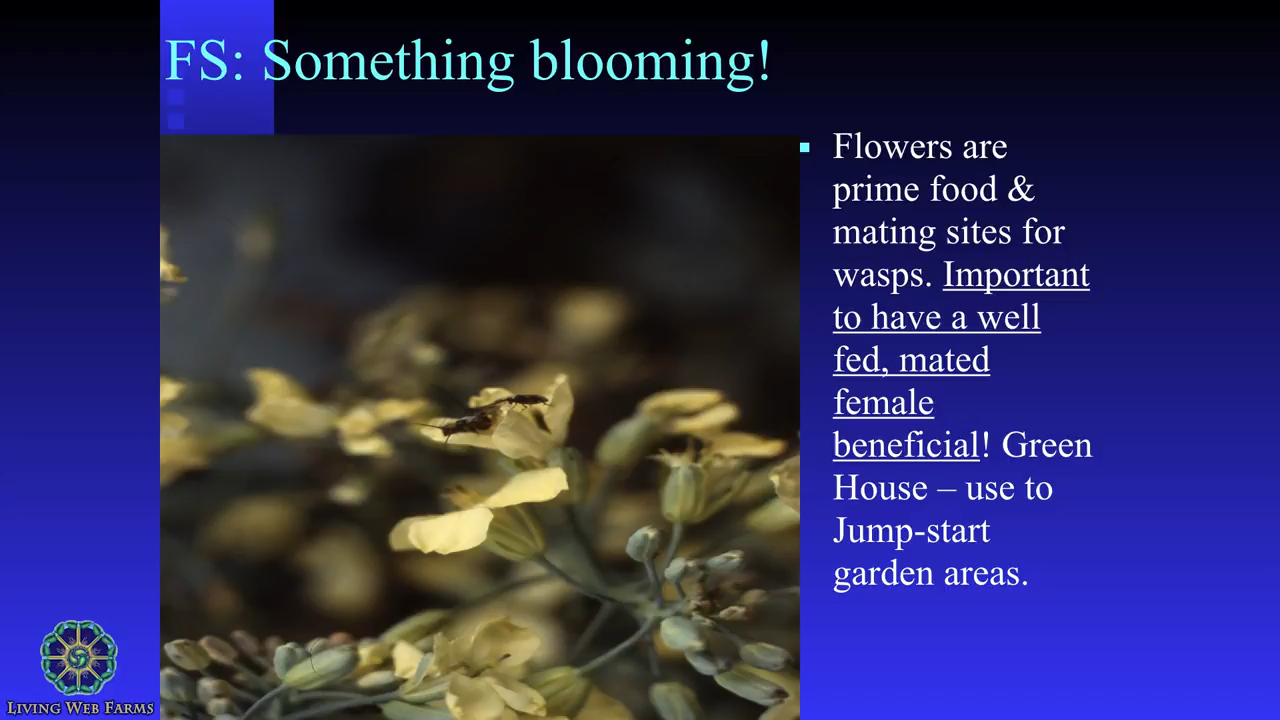 FS: Something blooming!
Flowers are
prime food &
mating sites for
wasps. Important
to have a well
fed, mated
female
beneficial! Green
House – use to
Jump-start
garden areas.
LIVING WEB FARMS